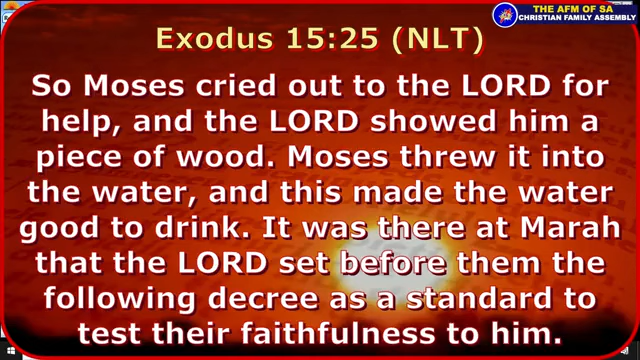 THE AFM OF SA
CHRISTIAN FAMILY ASSEMBLY
Exodus 15:25 (NLT)
So Moses cried out to the LORD for
help, and the LORD showed him a
piece of wood. Moses threw it into
the water, and this made the water
good to drink. It was there at Marah
that the LORD set before them the
following decree as a standard to
test their faithfulness to him.